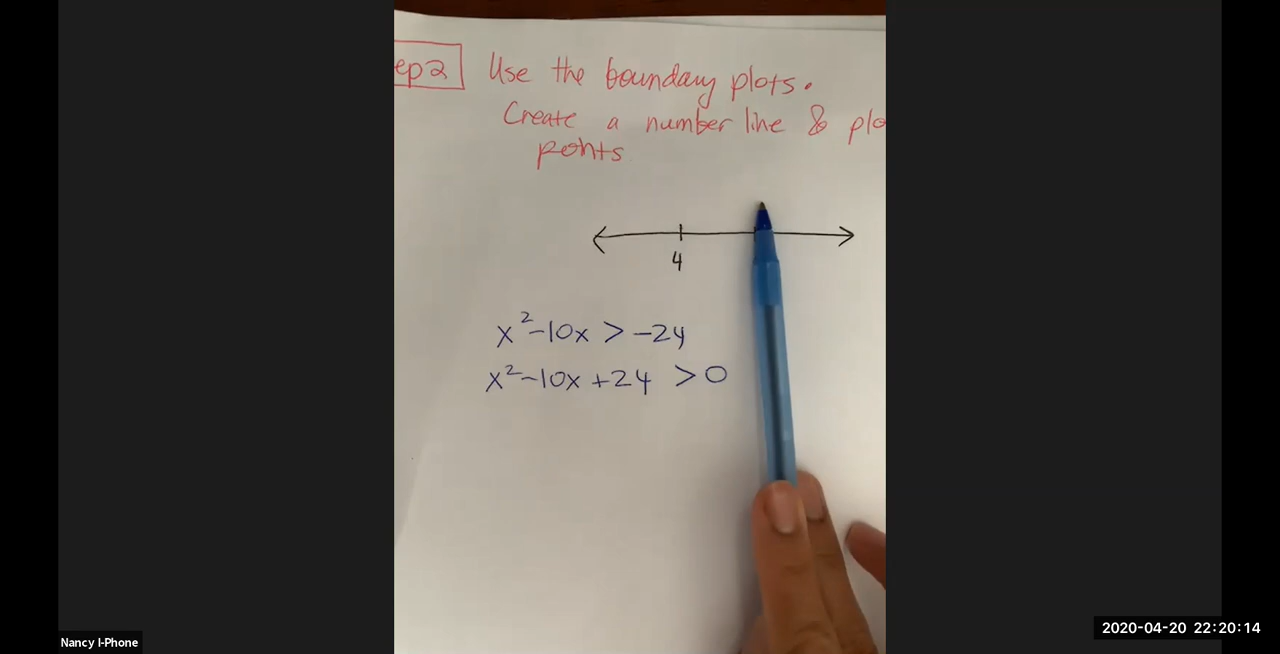 ep2 Use the boundary plots.
Create a number line & plo
points
4
x²-10x > -24
x²-10x +24 > 0
Nancy I-Phone
2020-04-20 22:20:14